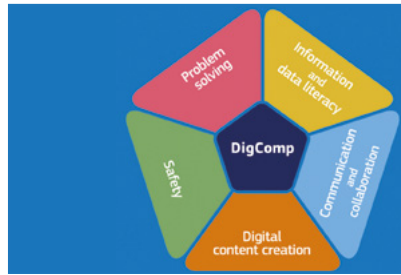 Problem
solving
Information
and
data literacy
DigComp
Safety
Communication
and
collaboration
Digital
content creation